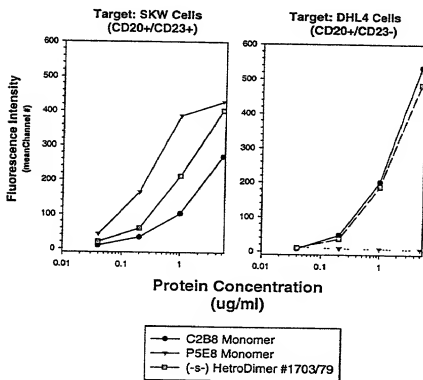 Target: SKW Cells
(CD20+/CD23+)
Target: DHL4 Cells
(CD20+/CD23-)
Fluorescence Intensity
(meanChannel #)
600
500
400
300
200
100
0
0.01
0.1
1
600
500
400
300
200
100
0
0.01
0.1
1
Protein Concentration
(ug/ml)
C2B8 Monomer
P5E8 Monomer
(-s-) HetroDimer #1703/79